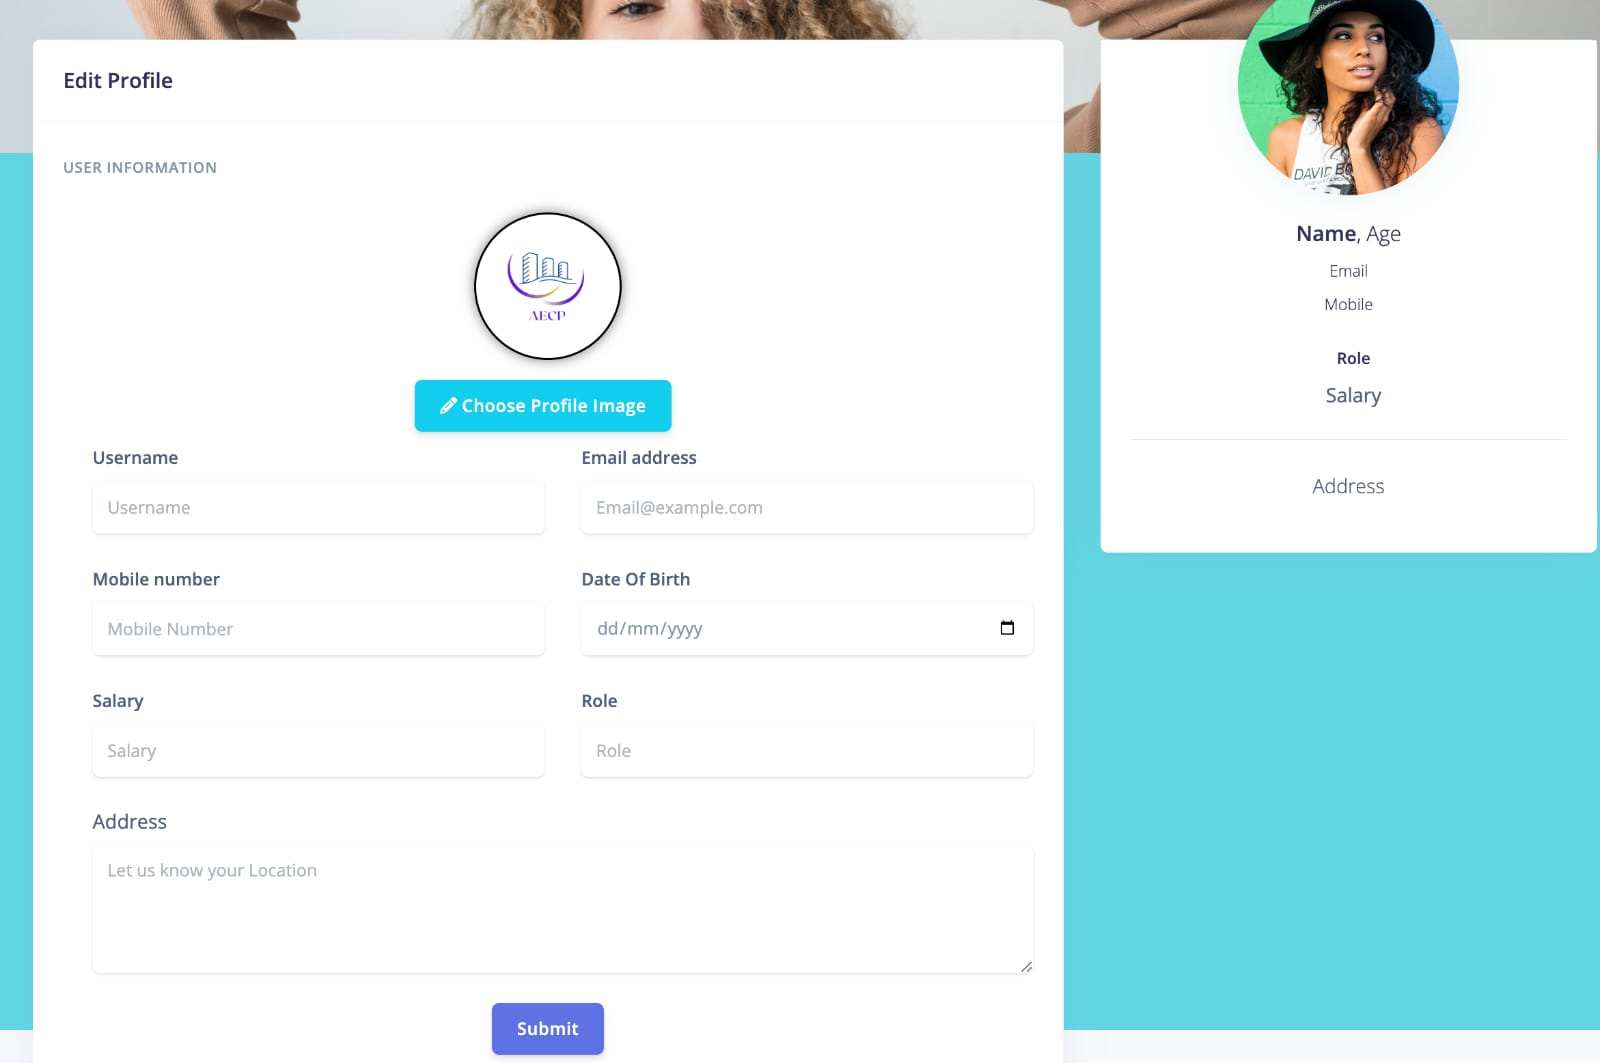 Edit Profile
USER INFORMATION
AECP
Choose Profile Image
Username
Email address
Username
Email@example.com
Mobile number
Date Of Birth
Mobile Number
dd/mm/yyyy
Salary
Role
Salary
Role
Address
Let us know your Location
Submit
DAVID
Name, Age
Email
Mobile
Role
Salary
Address